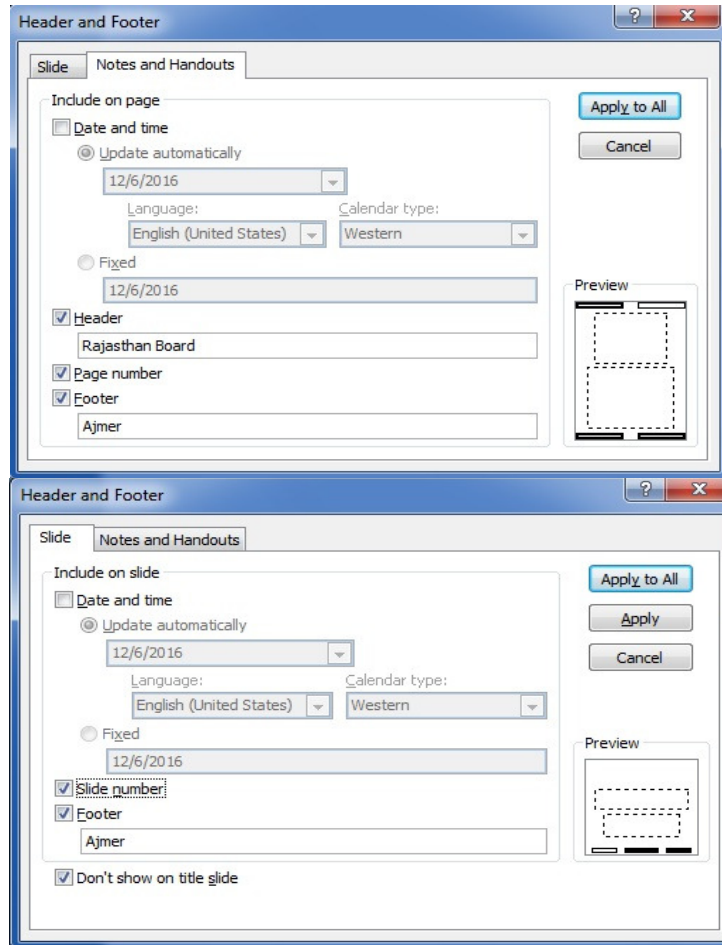 Header and Footer
Slide Notes and Handouts
Include on page
Apply to All
Date and time
Cancel
Update automatically
12/6/2016
Language: Calendar type:
English (United States) Western
Fixed
12/6/2016
Preview
Header
Rajasthan Board
Page number
Footer
Ajmer
Header and Footer
Slide Notes and Handouts
Include on slide
Apply to All
Date and time
Apply
Update automatically
12/6/2016
Cancel
Language: Calendar type:
English (United States) Western
Fixed
12/6/2016
Preview
Slide number
Footer
Ajmer
Don't show on title slide